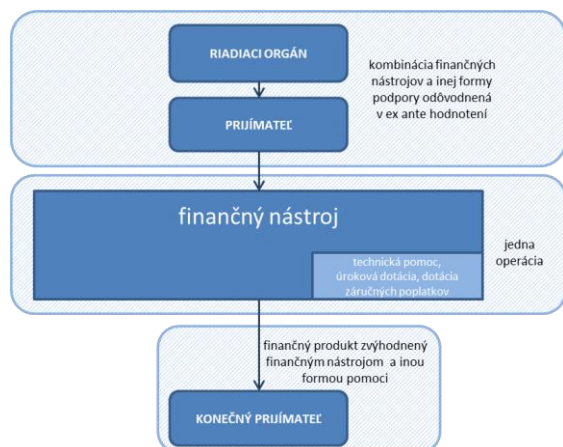 RIADIACI ORGÁN
kombinácia finančných
nástrojov a inej formy
podpory odôvodnená
v ex ante hodnotení
PRIJÍMATEĽ
finančný nástroj
jedna
operácia
technická pomoc,
úroková dotácia, dotácia
záručných poplatkov
finančný produkt zvýhodnený
finančným nástrojom a inou
formou pomoci
KONEČNÝ PRIJÍMATEĽ